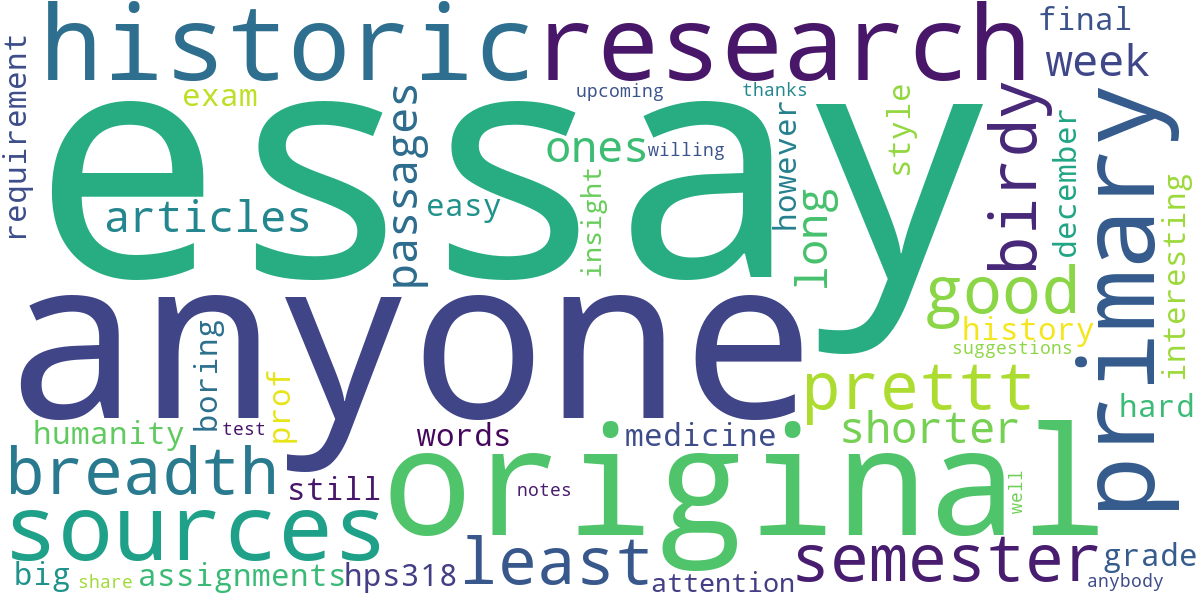 historic
research
final
week
requirement
exam
essay
passages
upcoming
thanks
style
birdy
primary
ones
willing
however
december
articles
easy
insight
long
interesting
anyone
good
history
suggestions
boring
prof
prettt
hard
humanity
test
words
medicine
shorter
original
breadth
still
notes
well
sources
least
semester
grade
big
share
assignments
hps318
attention
anybody